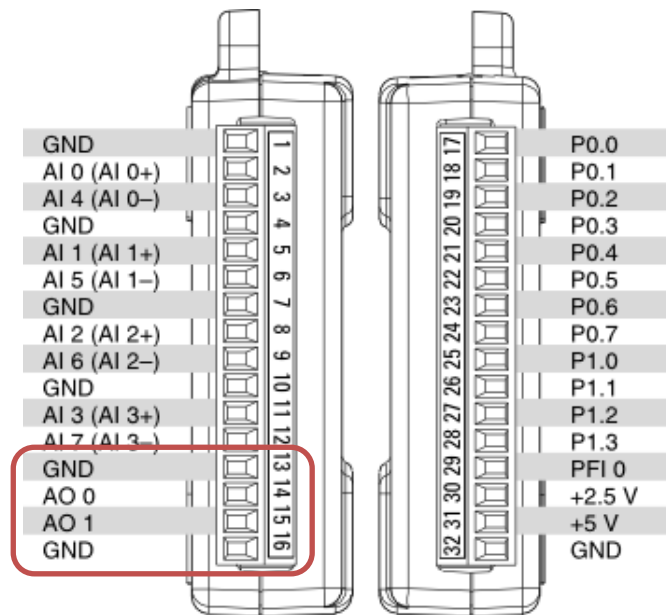 GND 1
AI 0 (AI 0+) 2
AI 4 (AI 0–) 3
GND 4
AI 1 (AI 1+) 5
AI 5 (AI 1–) 6
GND 7
AI 2 (AI 2+) 8
AI 6 (AI 2–) 9
GND 10
AI 3 (AI 3+) 11
AI 7 (AI 3–) 12
GND 13
AO 0 14
AO 1 15
GND 16
17 P0.0
18 P0.1
19 P0.2
20 P0.3
21 P0.4
22 P0.5
23 P0.6
24 P0.7
25 P1.0
26 P1.1
27 P1.2
28 P1.3
29 PFI 0
30 +2.5 V
31 +5 V
32 GND